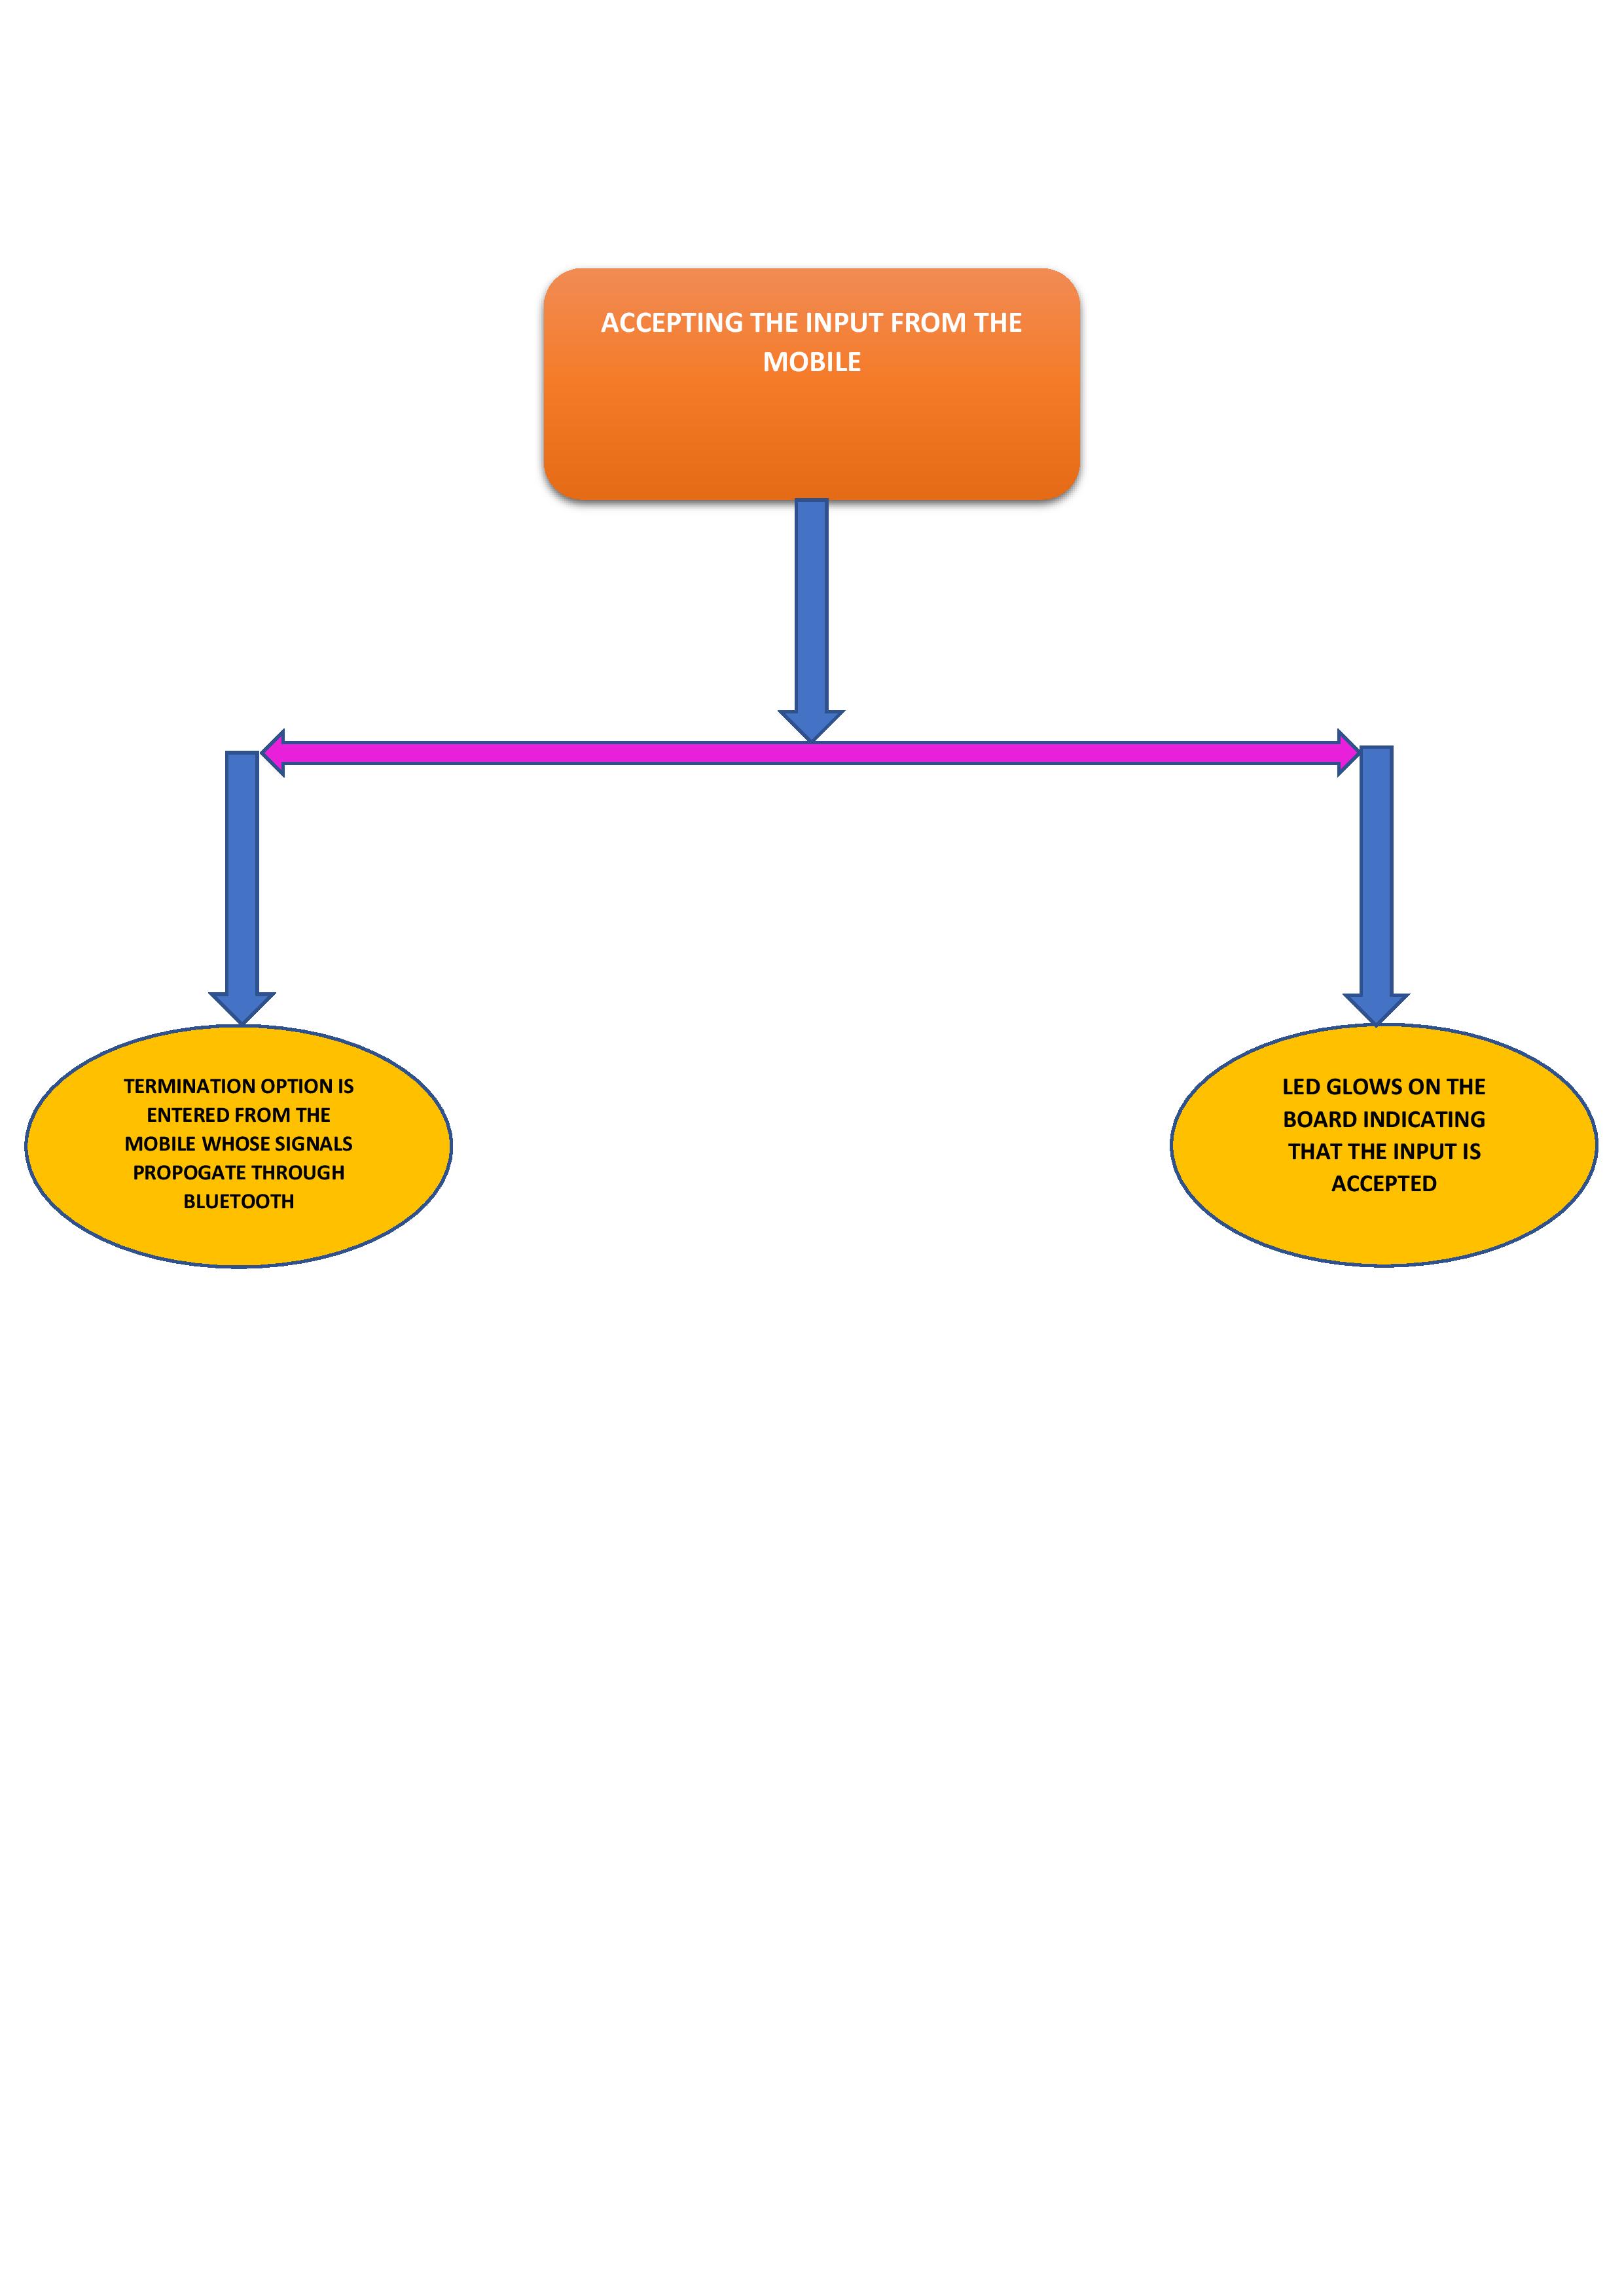 ACCEPTING THE INPUT FROM THE
MOBILE
TERMINATION OPTION IS
ENTERED FROM THE
MOBILE WHOSE SIGNALS
PROPOGATE THROUGH
BLUETOOTH
LED GLOWS ON THE
BOARD INDICATING
THAT THE INPUT IS
ACCEPTED